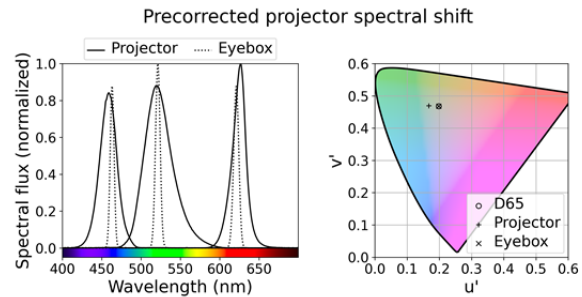 Precorrected projector spectral shift
Projector
Eyebox
Spectral flux (normalized)
1.0
0.8
0.6
0.4
0.2
0.0
400
450
500
550
600
650
Wavelength (nm)
v'
0.6
0.5
0.4
0.3
0.2
0.1
0.0
D65
Projector
Eyebox
0.0
0.1
0.2
0.3
0.4
0.5
0.6
u'